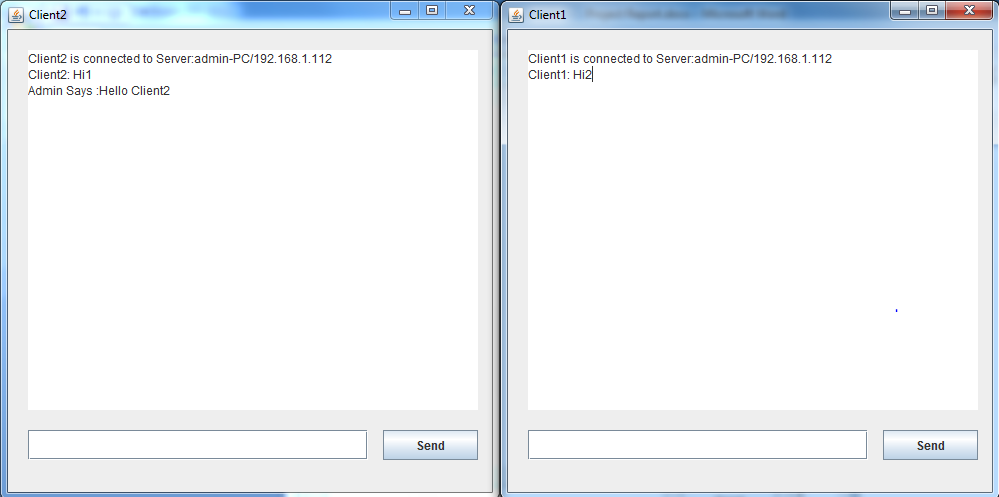 Client2
Client2 is connected to Server:admin-PC/192.168.1.112
Client2: Hi1
Admin Says :Hello Client2
Send
Client1
Client1 is connected to Server:admin-PC/192.168.1.112
Client1: Hi2
Send